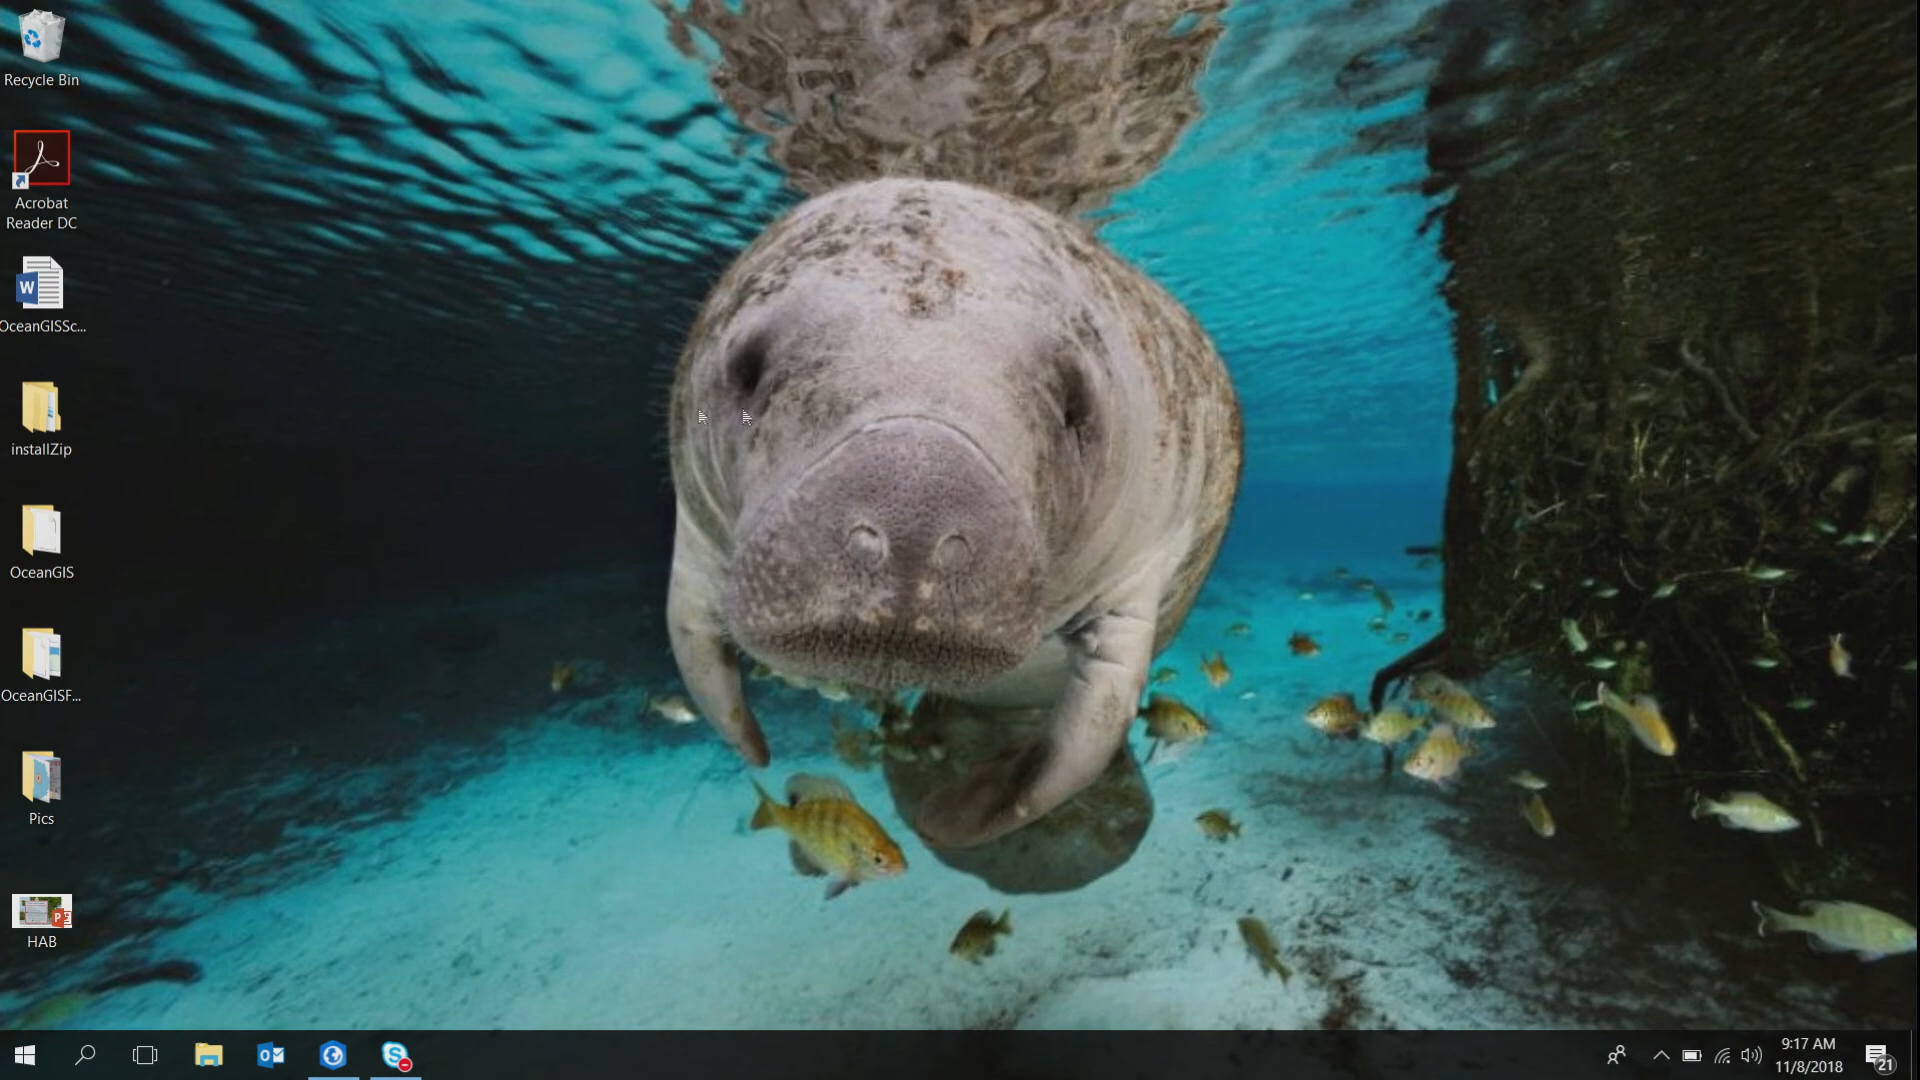 Recycle Bin
Acrobat
Reader DC
W
OceanGISSc...
installZip
OceanGIS
OceanGISF...
Pics
P
HAB
o
S
9:17 AM
11/8/2018
21